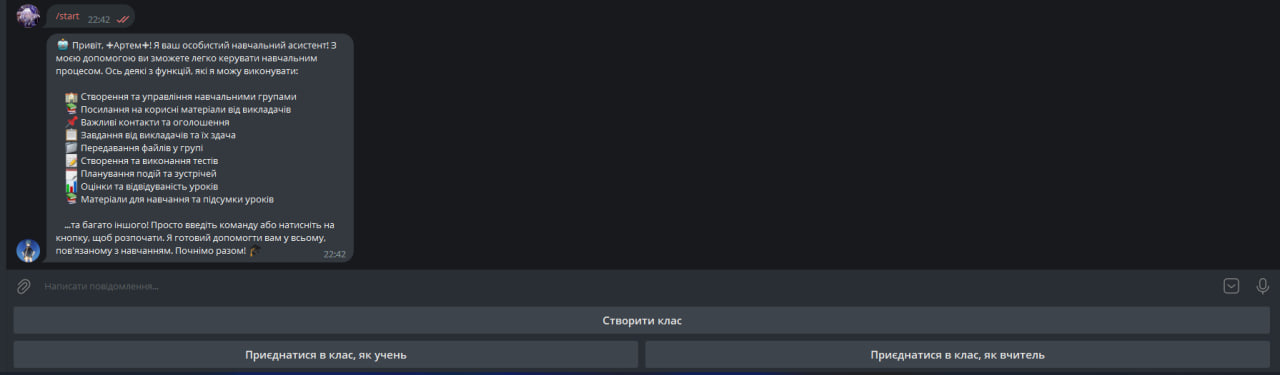 /start
22:42
Привіт, ✚Артем✚! Я ваш особистий навчальний асистент! З
моєю допомогою ви зможете легко керувати навчальним
процесом. Ось деякі з функцій, які я можу виконувати:
Створення та управління навчальними групами
Посилання на корисні матеріали від викладачів
Важливі контакти та оголошення
Завдання від викладачів та їх здача
Передавання файлів у групі
Створення та виконання тестів
Планування подій та зустрічей
Оцінки та відвідуваність уроків
Матеріали для навчання та підсумки уроків
...та багато іншого! Просто введіть команду або натисніть на
кнопку, щоб розпочати. Я готовий допомогти вам у всьому,
пов'язаному з навчанням. Почнімо разом!
22:42
Написати повідомлення...
Створити клас
Приєднатися в клас, як учень
Приєднатися в клас, як вчитель